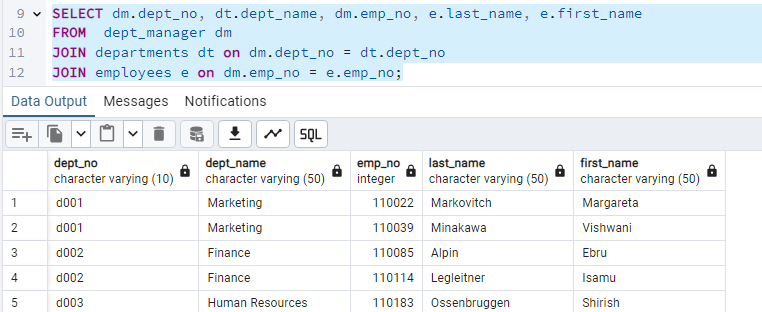 9 SELECT dm.dept_no, dt.dept_name, dm.emp_no, e.last_name, e.first_name
10 FROM  dept_manager dm
11 JOIN departments dt on dm.dept_no = dt.dept_no
12 JOIN employees e on dm.emp_no = e.emp_no;
Data Output Messages Notifications
SQL
dept_no dept_name emp_no last_name first_name
character varying (10) character varying (50) integer character varying (50) character varying (50)
1 d001 Marketing 110022 Markovitch Margareta
2 d001 Marketing 110039 Minakawa Vishwani
3 d002 Finance 110085 Alpin Ebru
4 d002 Finance 110114 Legleitner Isamu
5 d003 Human Resources 110183 Ossenbruggen Shirish